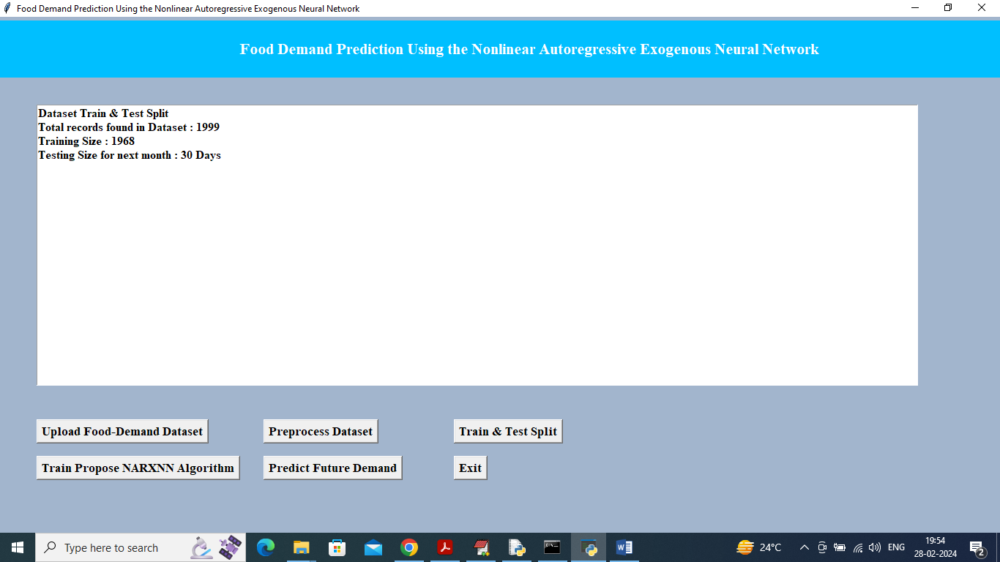 Food Demand Prediction Using the Nonlinear Autoregressive Exogenous Neural Network
Food Demand Prediction Using the Nonlinear Autoregressive Exogenous Neural Network
Dataset Train & Test Split
Total records found in Dataset : 1999
Training Size : 1968
Testing Size for next month : 30 Days
Upload Food-Demand Dataset
Preprocess Dataset
Train & Test Split
Train Propose NARXNN Algorithm
Predict Future Demand
Exit
Type here to search
24°C
ENG
19:54
28-02-2024
2